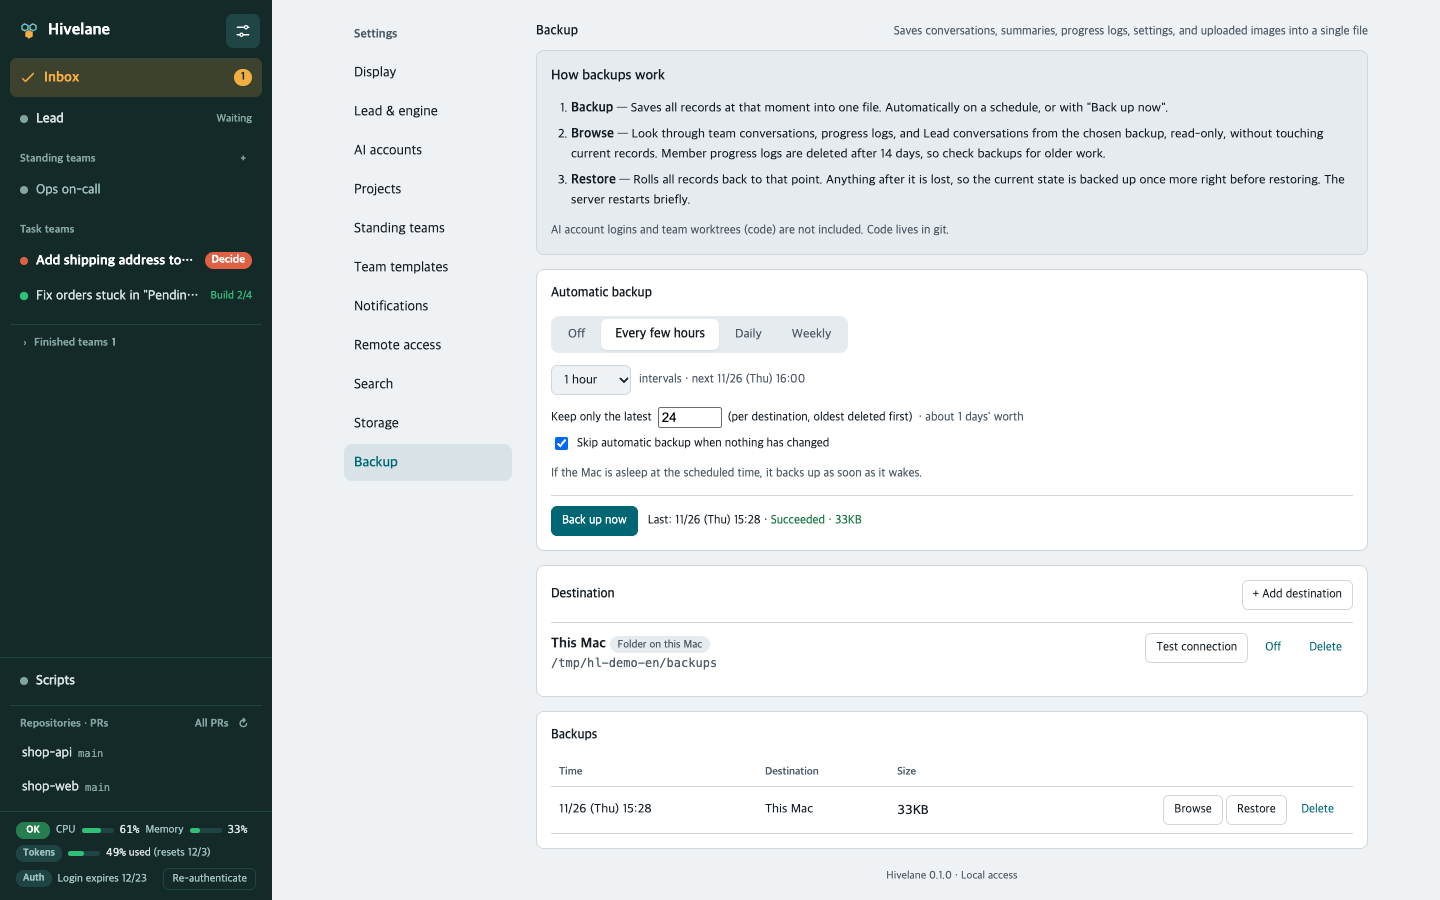 Hivelane
Inbox 1
Lead Waiting
Standing teams +
Ops on-call
Task teams
Add shipping address to··· Decide
Fix orders stuck in "Pendin··· Build 2/4
› Finished teams 1
Scripts
Repositories · PRs All PRs ↻
shop-api main
shop-web main
OK CPU 61% Memory 33%
Tokens 49% used (resets 12/3)
Auth Login expires 12/23 Re-authenticate
Settings
Display
Lead & engine
AI accounts
Projects
Standing teams
Team templates
Notifications
Remote access
Search
Storage
Backup
Backup Saves conversations, summaries, progress logs, settings, and uploaded images into a single file
How backups work
1. Backup — Saves all records at that moment into one file. Automatically on a schedule, or with "Back up now".
2. Browse — Look through team conversations, progress logs, and Lead conversations from the chosen backup, read-only, without touching
current records. Member progress logs are deleted after 14 days, so check backups for older work.
3. Restore — Rolls all records back to that point. Anything after it is lost, so the current state is backed up once more right before restoring. The
server restarts briefly.
AI account logins and team worktrees (code) are not included. Code lives in git.
Automatic backup
Off Every few hours Daily Weekly
1 hour intervals · next 11/26 (Thu) 16:00
Keep only the latest 24 (per destination, oldest deleted first) · about 1 days' worth
Skip automatic backup when nothing has changed
If the Mac is asleep at the scheduled time, it backs up as soon as it wakes.
Back up now Last: 11/26 (Thu) 15:28 · Succeeded · 33KB
Destination + Add destination
This Mac Folder on this Mac Test connection Off Delete
/tmp/hl-demo-en/backups
Backups
Time Destination Size
11/26 (Thu) 15:28 This Mac 33KB Browse Restore Delete
Hivelane 0.1.0 · Local access